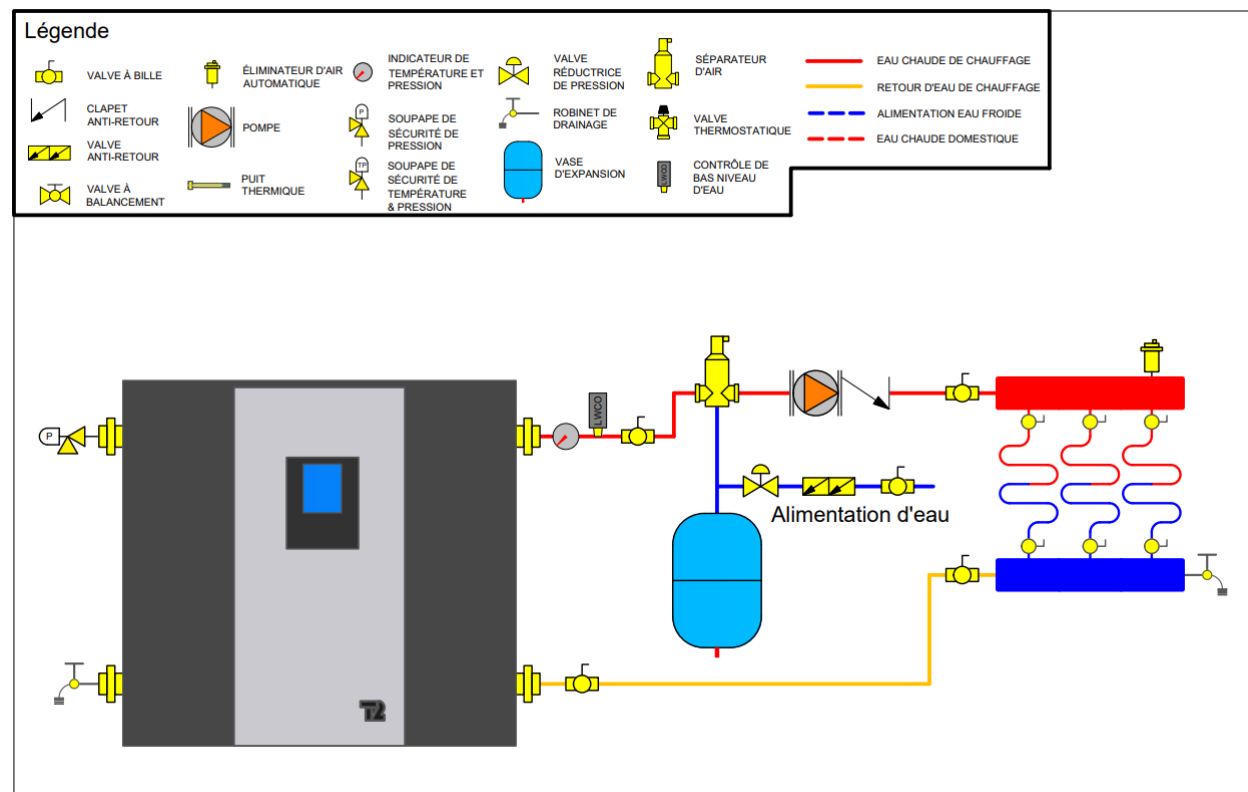 Légende
VALVE À BILLE
CLAPET
ANTI-RETOUR
VALVE
ANTI-RETOUR
VALVE À
BALANCEMENT
ÉLIMINATEUR D'AIR
AUTOMATIQUE
POMPE
PUIT
THERMIQUE
INDICATEUR DE
TEMPÉRATURE ET
PRESSION
P
SOUPAPE DE
SÉCURITÉ DE
PRESSION
TP
SOUPAPE DE
SÉCURITÉ DE
TEMPÉRATURE
& PRESSION
VALVE
RÉDUCTRICE
DE PRESSION
ROBINET DE
DRAINAGE
VASE
D'EXPANSION
SÉPARATEUR
D'AIR
VALVE
THERMOSTATIQUE
LWCO
CONTRÔLE DE
BAS NIVEAU
D'EAU
EAU CHAUDE DE CHAUFFAGE
RETOUR D'EAU DE CHAUFFAGE
ALIMENTATION EAU FROIDE
EAU CHAUDE DOMESTIQUE
P
LWCO
Alimentation d'eau
T2